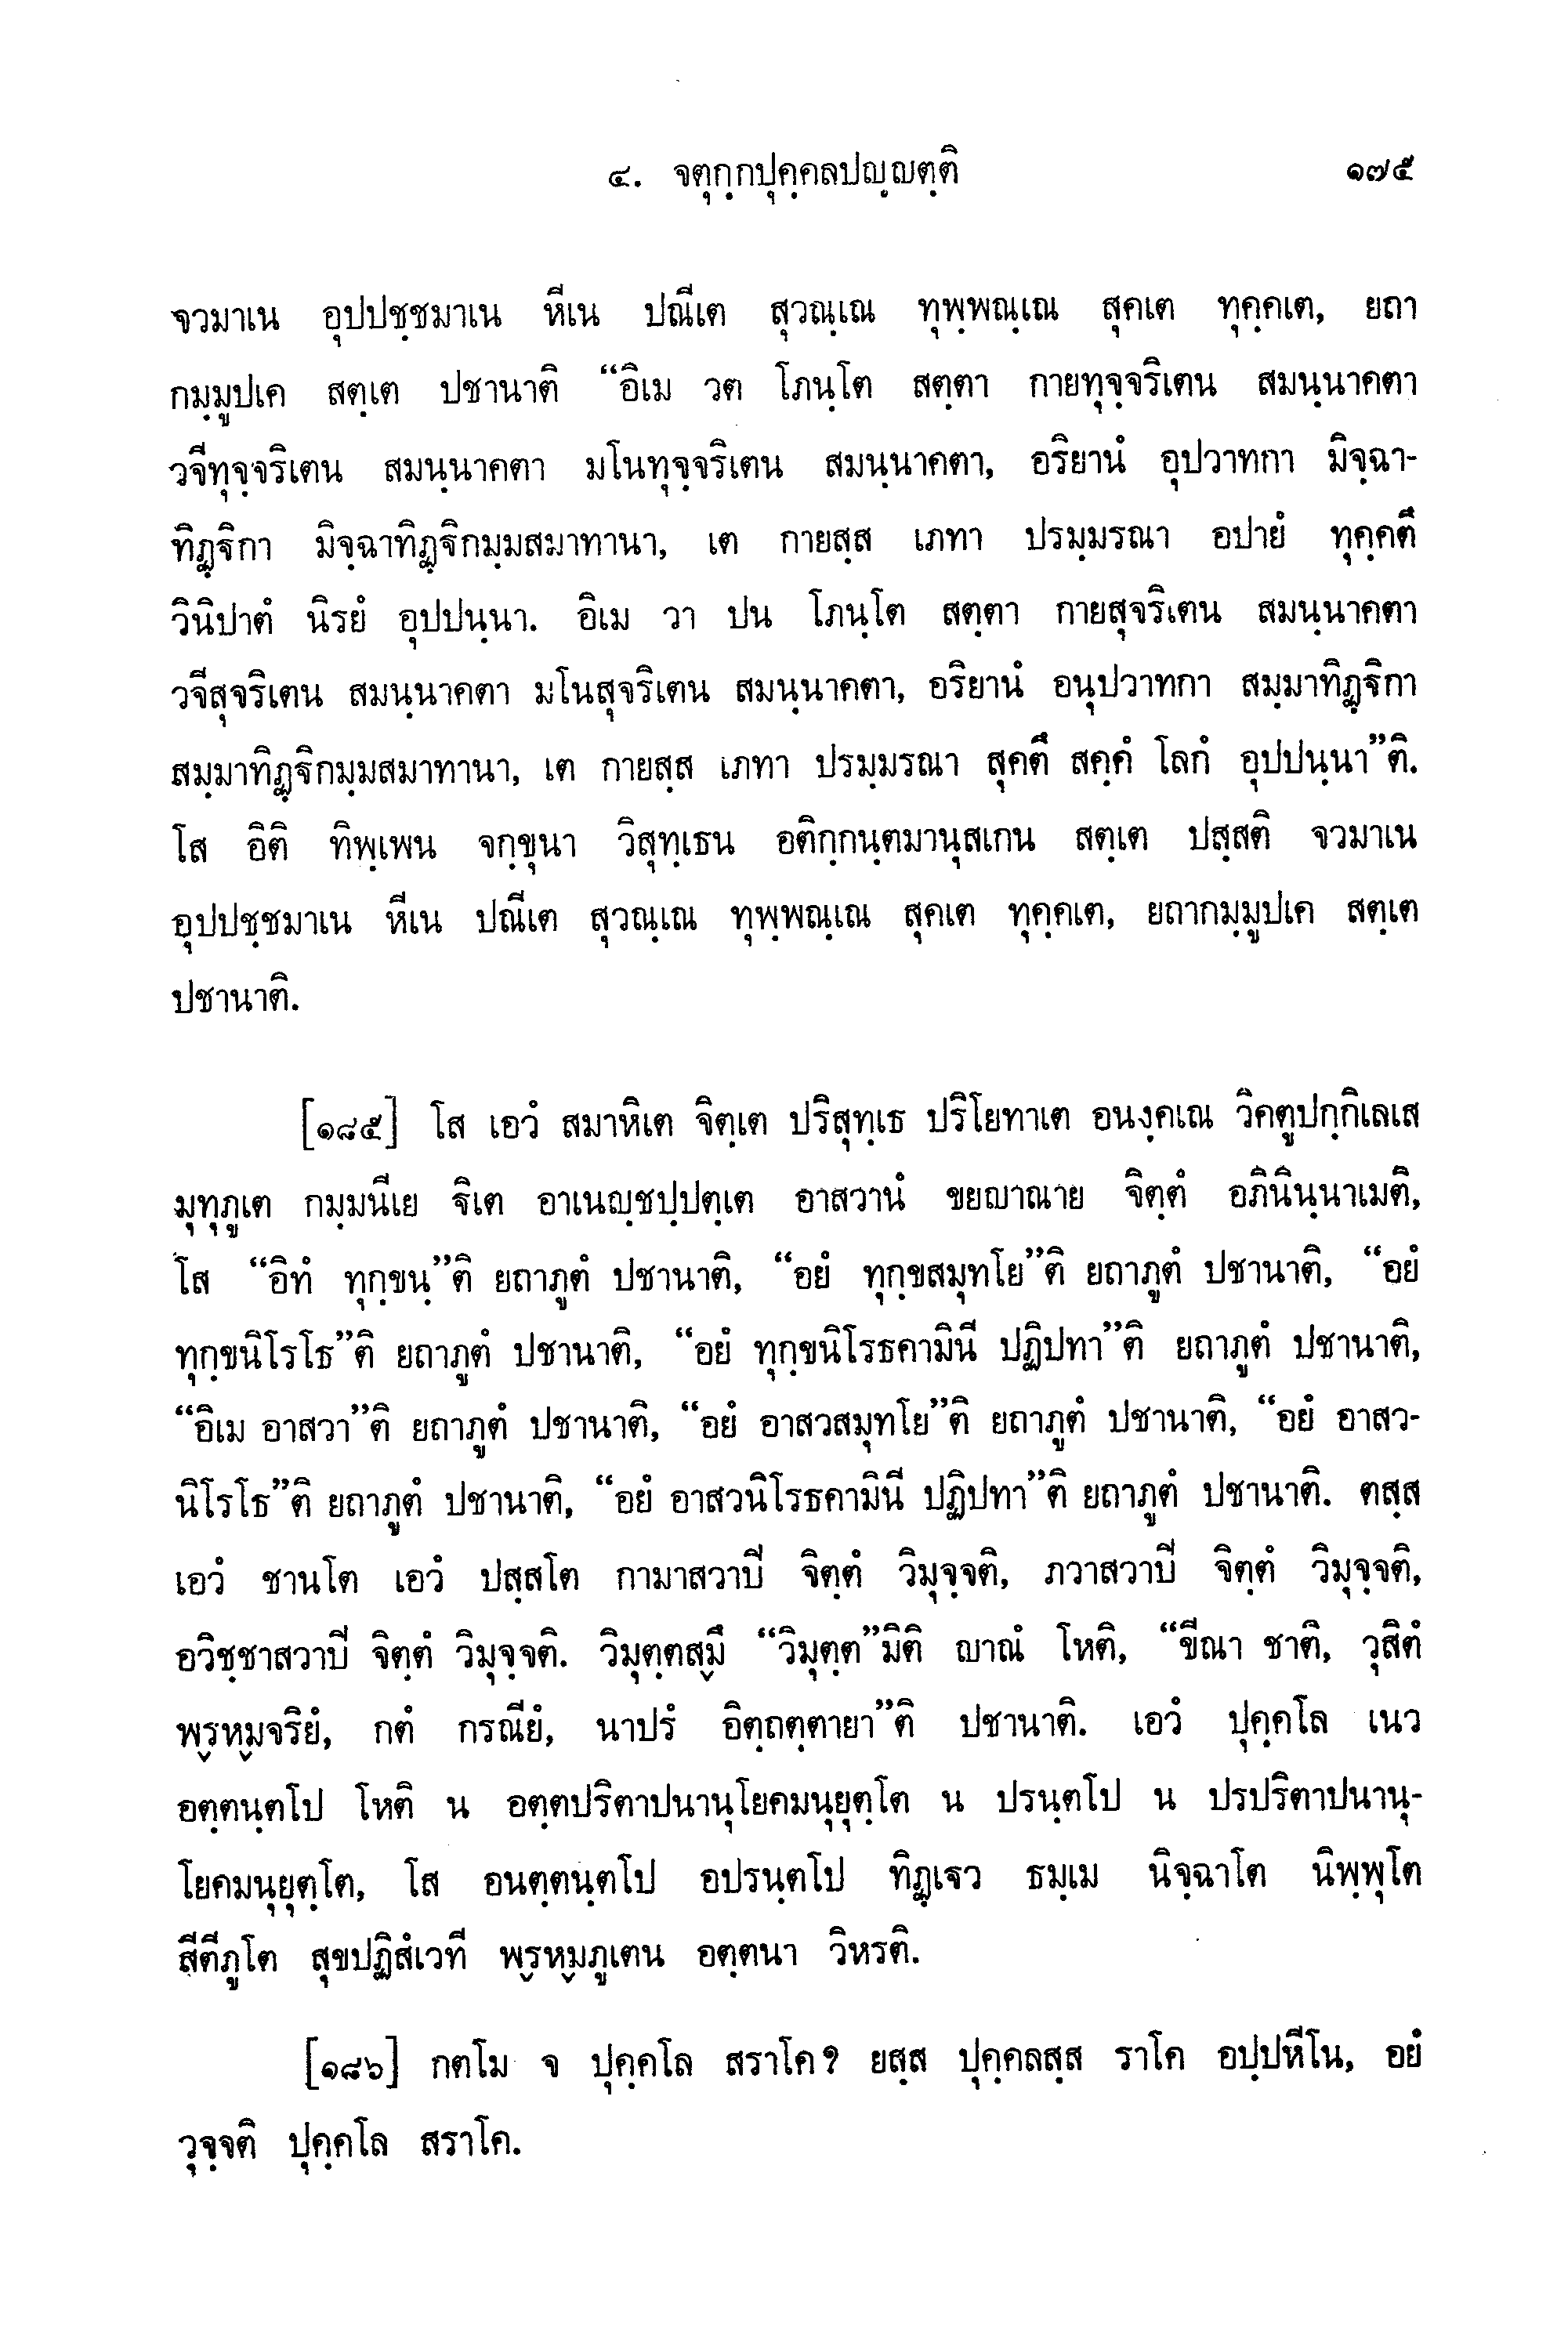 ๔. จตุกฺกปุคฺคลปญฺญตฺติ ๑๗๕
จวมาเน อุปปชฺชมาเน หีเน ปณีเต สุวณฺเณ ทุพฺพณฺเณ สุคเต ทุคฺคเต, ยถา
กมฺมูปเค สตฺเต ปชานาติ “อิเม วต โภนฺโต สตฺตา กายทุจฺจริเตน สมนฺนาคตา
วจีทุจฺจริเตน สมนฺนาคตา มโนทุจฺจริเตน สมนฺนาคตา, อริยานํ อุปวาทกา มิจฺฉา-
ทิฏฺฐิกา มิจฺฉาทิฏฺฐิกมฺมสมาทานา, เต กายสฺส เภทา ปรมฺมรณา อปายํ ทุคฺคตึ
วินิปาตํ นิรยํ อุปปนฺนา. อิเม วา ปน โภนฺโต สตฺตา กายสุจริเตน สมนฺนาคตา
วจีสุจริเตน สมนฺนาคตา มโนสุจริเตน สมนฺนาคตา, อริยานํ อนุปวาทกา สมฺมาทิฏฺฐิกา
สมฺมาทิฏฺฐิกมฺมสมาทานา, เต กายสฺส เภทา ปรมฺมรณา สุคตึ สคฺคํ โลกํ อุปปนฺนา”ติ.
โส อิติ ทิพฺเพน จกฺขุนา วิสุทฺเธน อติกฺกนฺตมานุสเกน สตฺเต ปสฺสติ จวมาเน
อุปปชฺชมาเน หีเน ปณีเต สุวณฺเณ ทุพฺพณฺเณ สุคเต ทุคฺคเต, ยถากมฺมูปเค สตฺเต
ปชานาติ.
[๑๘๕] โส เอวํ สมาหิเต จิตฺเต ปริสุทฺเธ ปริโยทาเต อนงฺคเณ วิคตูปกฺกิเลเส
มุทุภูเต กมฺมนีเย ฐิเต อาเนญฺชปฺปตฺเต อาสวานํ ขยญาณาย จิตฺตํ อภินินฺนาเมติ,
โส “อิทํ ทุกฺขนฺ”ติ ยถาภูตํ ปชานาติ, “อยํ ทุกฺขสมุทโย”ติ ยถาภูตํ ปชานาติ, “อยํ
ทุกฺขนิโรโธ”ติ ยถาภูตํ ปชานาติ, “อยํ ทุกฺขนิโรธคามินี ปฏิปทา”ติ ยถาภูตํ ปชานาติ,
“อิเม อาสวา”ติ ยถาภูตํ ปชานาติ, “อยํ อาสวสมุทโย”ติ ยถาภูตํ ปชานาติ, “อยํ อาสว-
นิโรโธ”ติ ยถาภูตํ ปชานาติ, “อยํ อาสวนิโรธคามินี ปฏิปทา”ติ ยถาภูตํ ปชานาติ. ตสฺส
เอวํ ชานโต เอวํ ปสฺสโต กามาสวาปี จิตฺตํ วิมุจฺจติ, ภวาสวาปี จิตฺตํ วิมุจฺจติ,
อวิชฺชาสวาปี จิตฺตํ วิมุจฺจติ. วิมุตฺตสฺมึ “วิมุตฺต”มิติ ญาณํ โหติ, “ขีณา ชาติ, วุสิตํ
พฺรหฺมจริยํ, กตํ กรณียํ, นาปรํ อิตฺถตฺตายา”ติ ปชานาติ. เอวํ ปุคฺคโล เนว
อตฺตนฺตโป โหติ น อตฺตปริตาปนานุโยคมนุยุตฺโต น ปรนฺตโป น ปรปริตาปนานุ-
โยคมนุยุตฺโต, โส อนตฺตนฺตโป อปรนฺตโป ทิฏฺเฐว ธมฺเม นิจฺฉาโต นิพฺพุโต
สีตีภูโต สุขปฏิสํเวที พฺรหฺมภูเตน อตฺตนา วิหรติ.
[๑๘๖] กตโม จ ปุคฺคโล สราโค? ยสฺส ปุคฺคลสฺส ราโค อปฺปหีโน, อยํ
วุจฺจติ ปุคฺคโล สราโค.